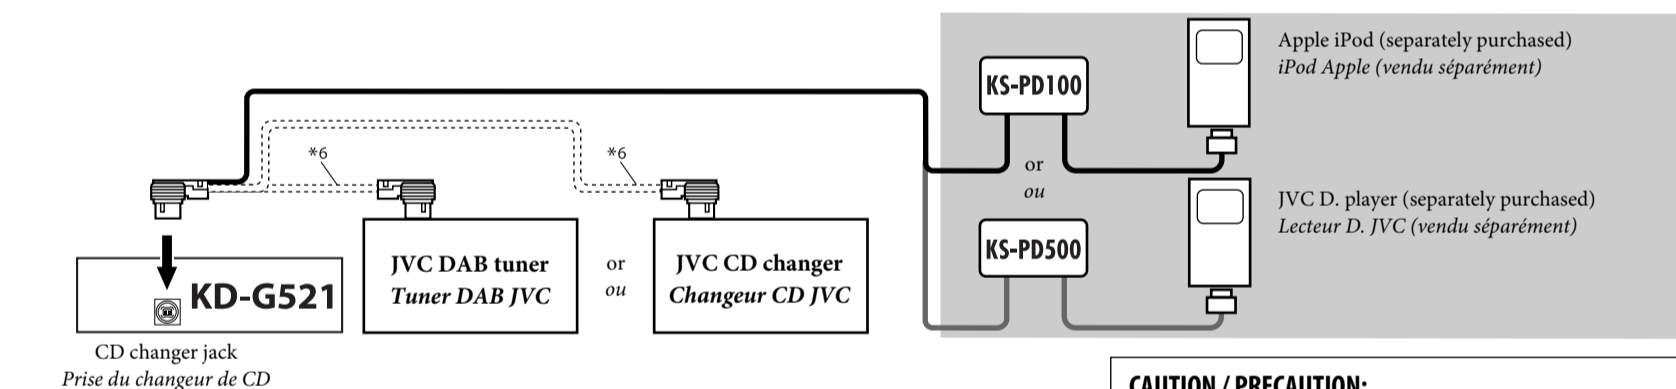 Apple iPod (separately purchased)
iPod Apple (vendu séparément)
KS-PD100
*6
*6
or
ou
JVC D. player (separately purchased)
Lecteur D. JVC (vendu séparément)
KS-PD500
JVC DAB tuner
Tuner DAB JVC
or
ou
JVC CD changer
Changeur CD JVC
KD-G521
CD changer jack
Prise du changeur de CD
CAUTION / PRECAUTION: